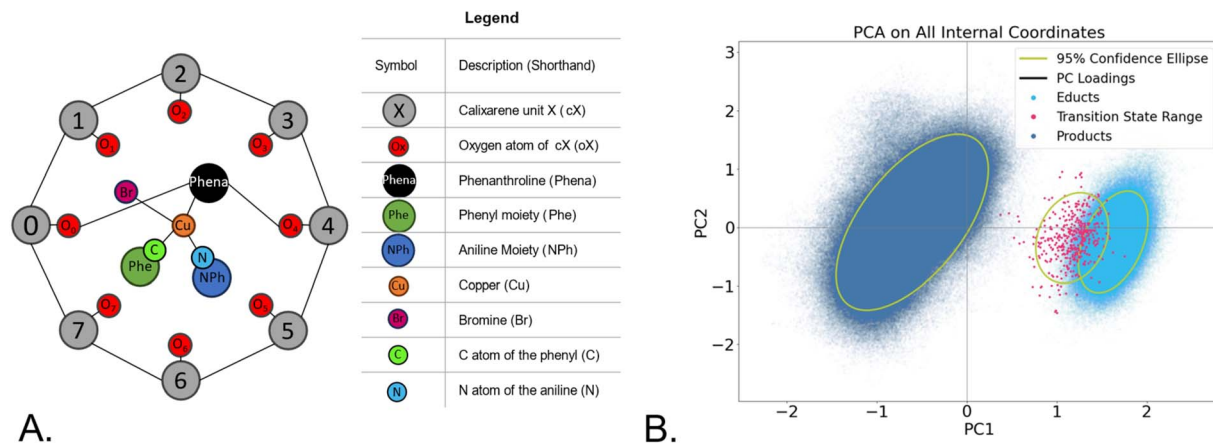 Legend
Symbol Description (Shorthand)
X Calixarene unit X (cX)
Ox Oxygen atom of cX (oX)
Phena Phenanthroline (Phena)
Phe Phenyl moiety (Phe)
NPh Aniline Moiety (NPh)
Cu Copper (Cu)
Br Bromine (Br)
C C atom of the phenyl (C)
N N atom of the aniline (N)
2
1 O₂ 3
O₁ O₃
Phena
Br
0 O₀ Cu O₄ 4
C N
Phe NPh
O₇ O₅
7 O₆ 5
6
A.
PCA on All Internal Coordinates
95% Confidence Ellipse
PC Loadings
Educts
Transition State Range
Products
PC2
3
2
1
0
−1
−2
−2 −1 0 1 2
PC1
B.